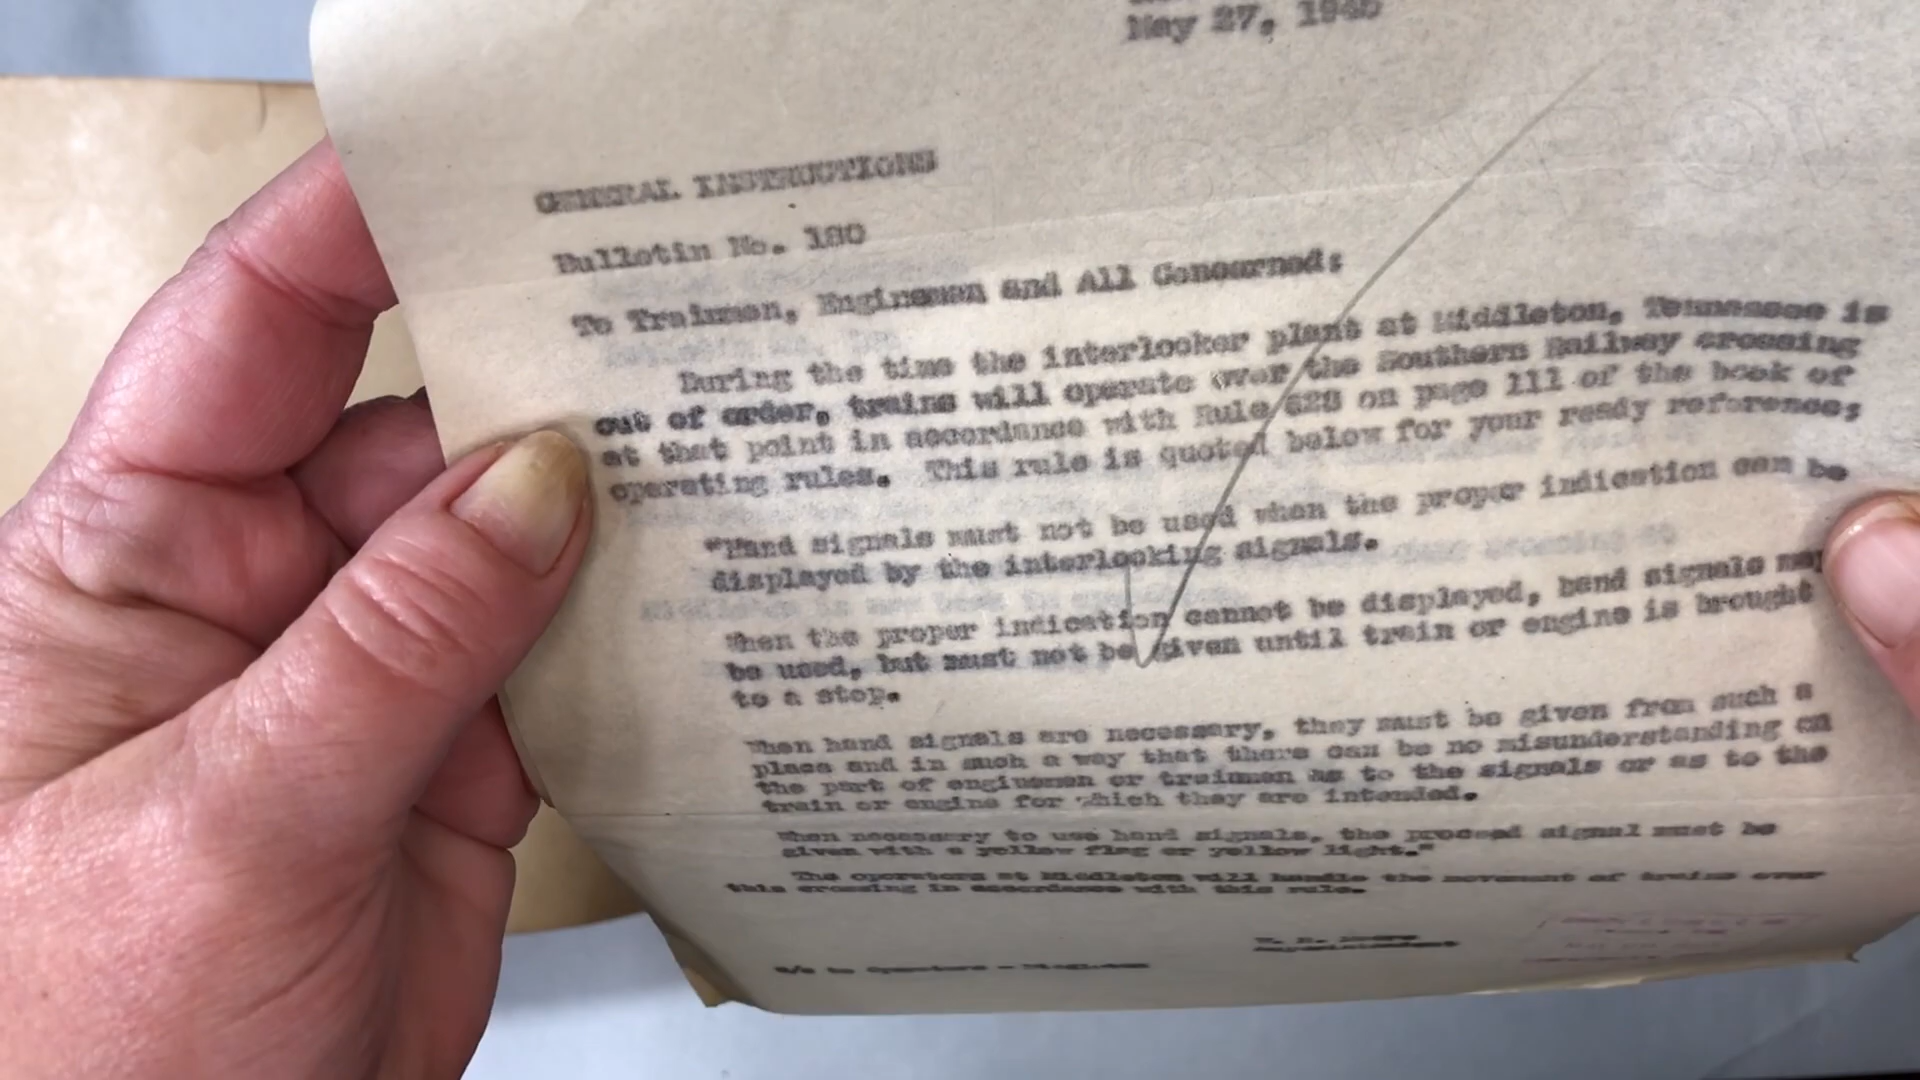 May 27, 194
GENERAL INSTRUCTIONS
Bulletin No. 180
To Trainmen, Enginemen and All Concerned:
During the time the interlocker plant at Middleton, Tennessee is
out of order, trains will operate over the Southern Railway crossing
at that point in accordance with Rule 628 on page 111 of the book of
operating rules. This rule is quoted below for your ready reference:
"Hand signals must not be used when the proper indication can be
displayed by the interlocking signals.
When the proper indication cannot be displayed, hand signals may
be used, but must not be given until train or engine is brought
to a stop.
When hand signals are necessary, they must be given from such a
place and in such a way that there can be no misunderstanding on
the part of enginemen or trainmen as to the signals or as to the
train or engine for which they are intended.
When necessary to use hand signals, the proceed signal must be
given with a yellow flag or yellow light."
The operators at Middleton will handle the movement of trains over
this crossing in accordance with this rule.
Superintendent